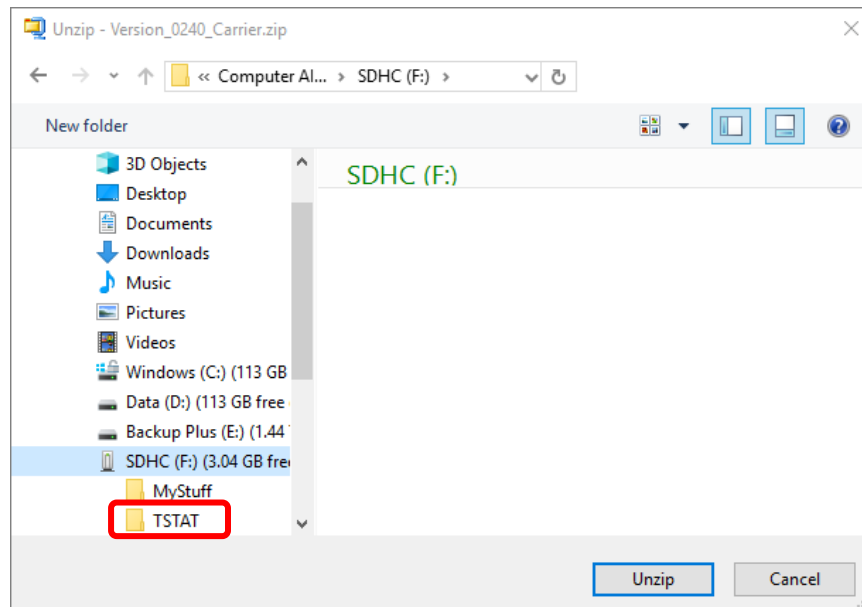 Unzip - Version_0240_Carrier.zip
« Computer Al... › SDHC (F:) ›
New folder
3D Objects
Desktop
Documents
Downloads
Music
Pictures
Videos
Windows (C:) (113 GB
Data (D:) (113 GB free
Backup Plus (E:) (1.44
SDHC (F:) (3.04 GB free
MyStuff
TSTAT
SDHC (F:)
Unzip
Cancel